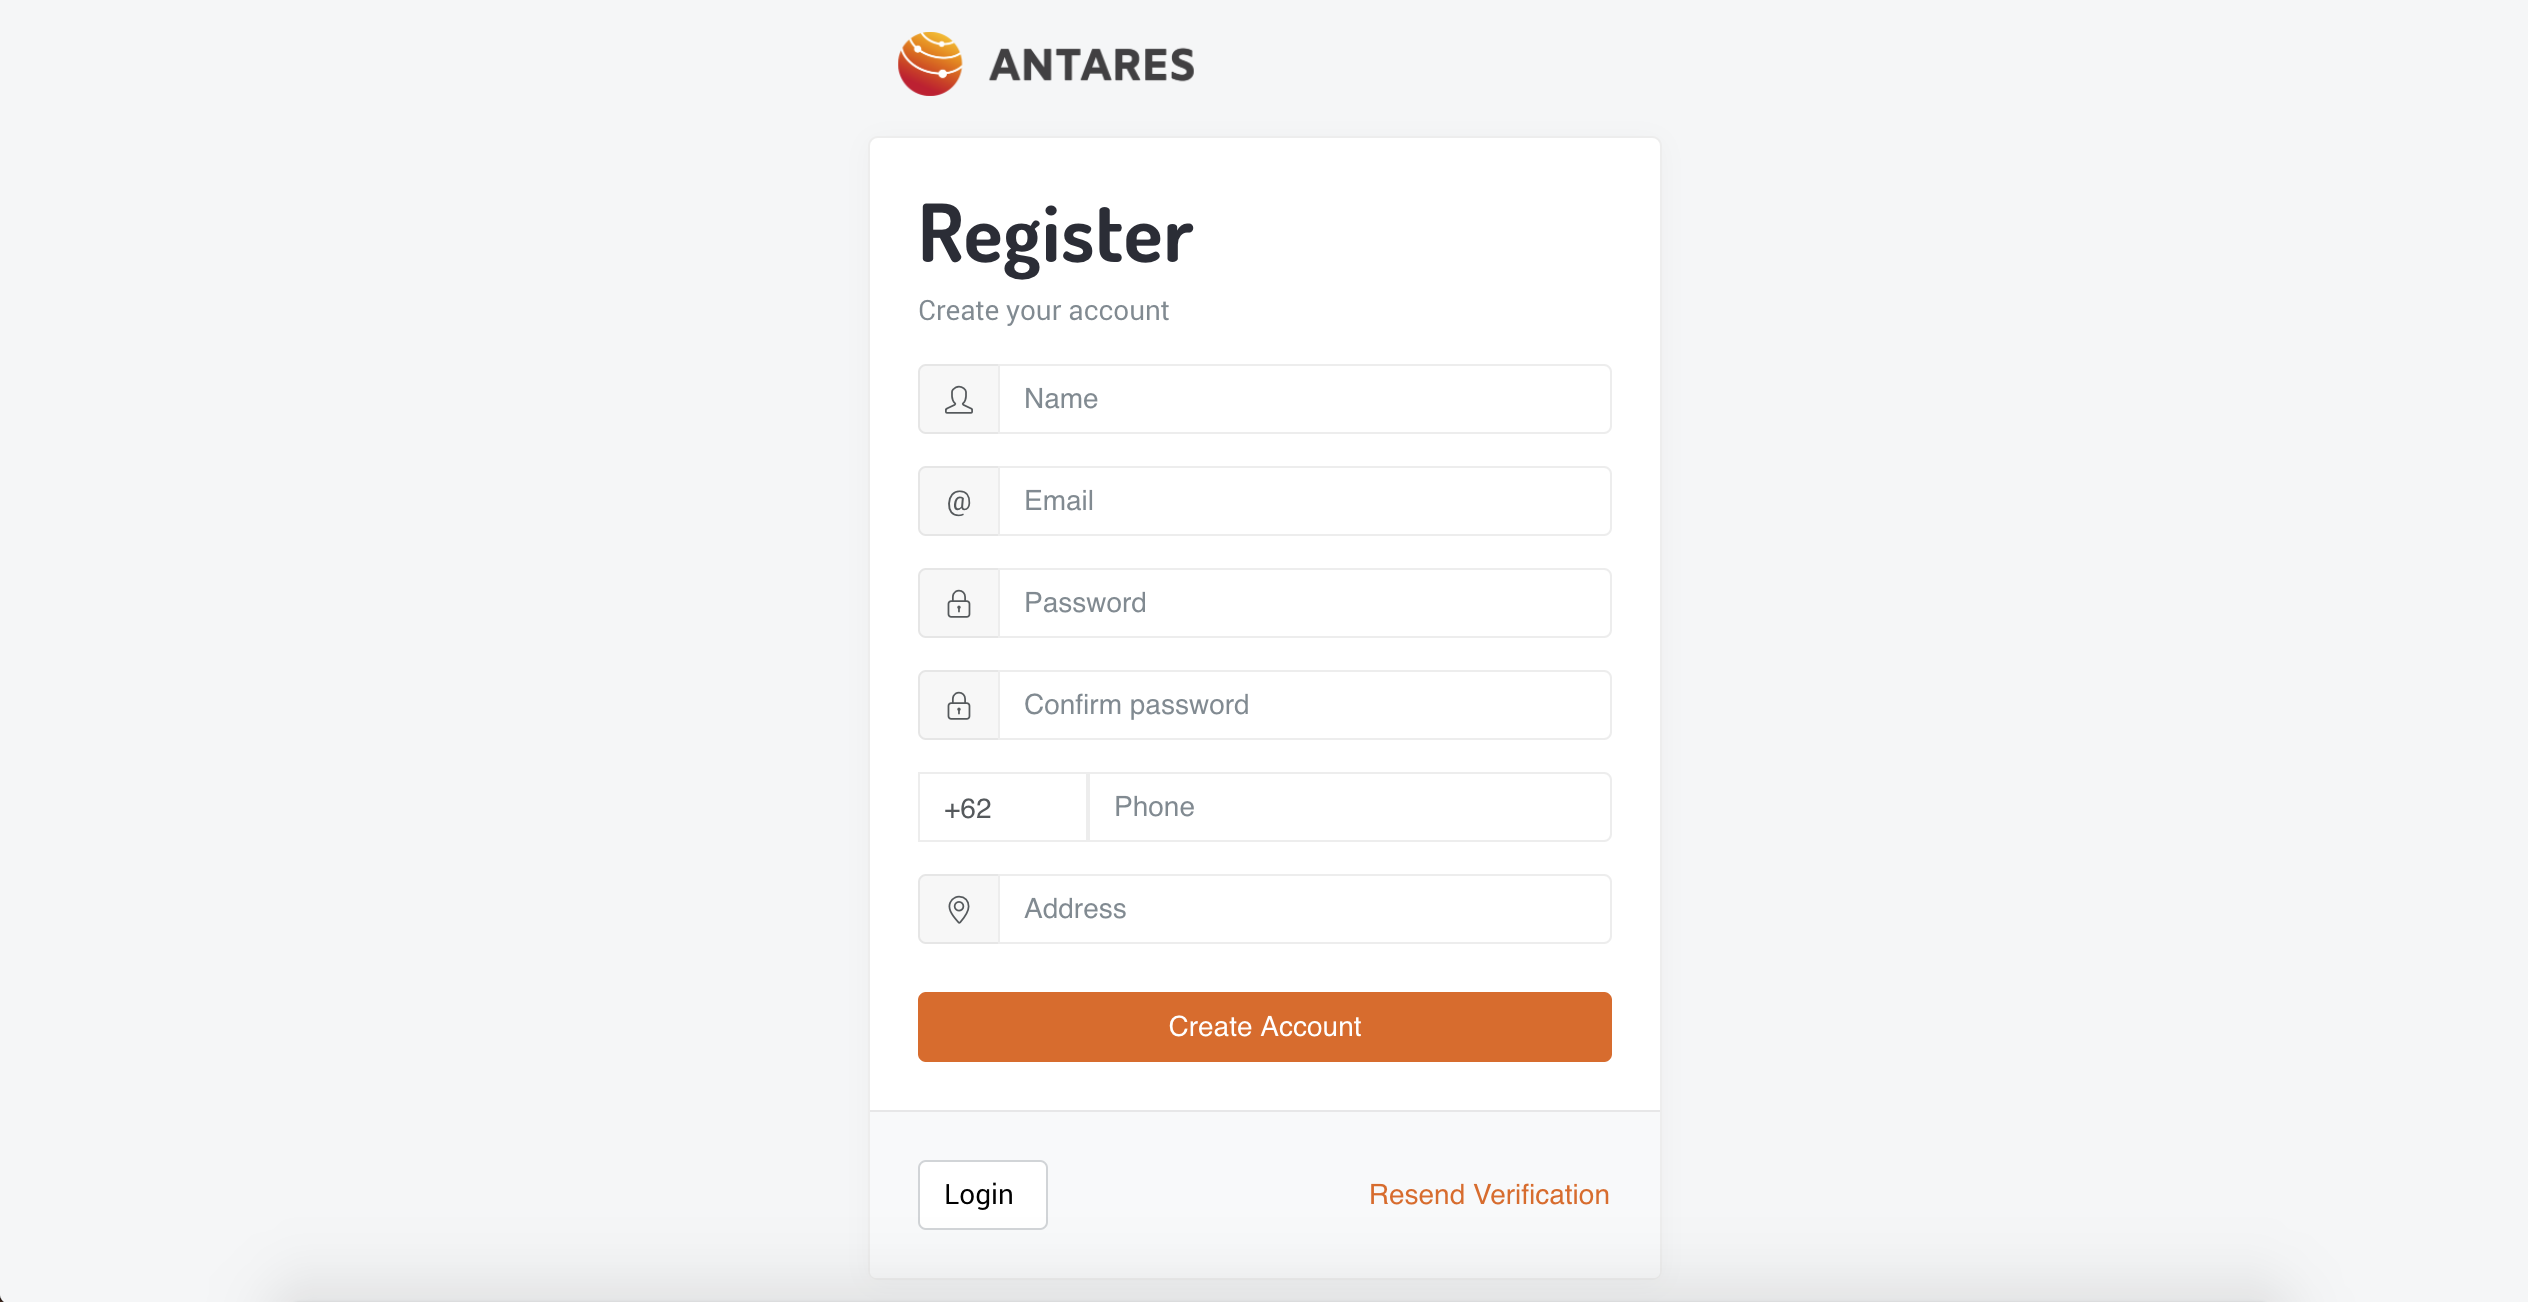 ANTARES
Register
Create your account
Name
@ Email
Password
Confirm password
+62 Phone
Address
Create Account
Login Resend Verification